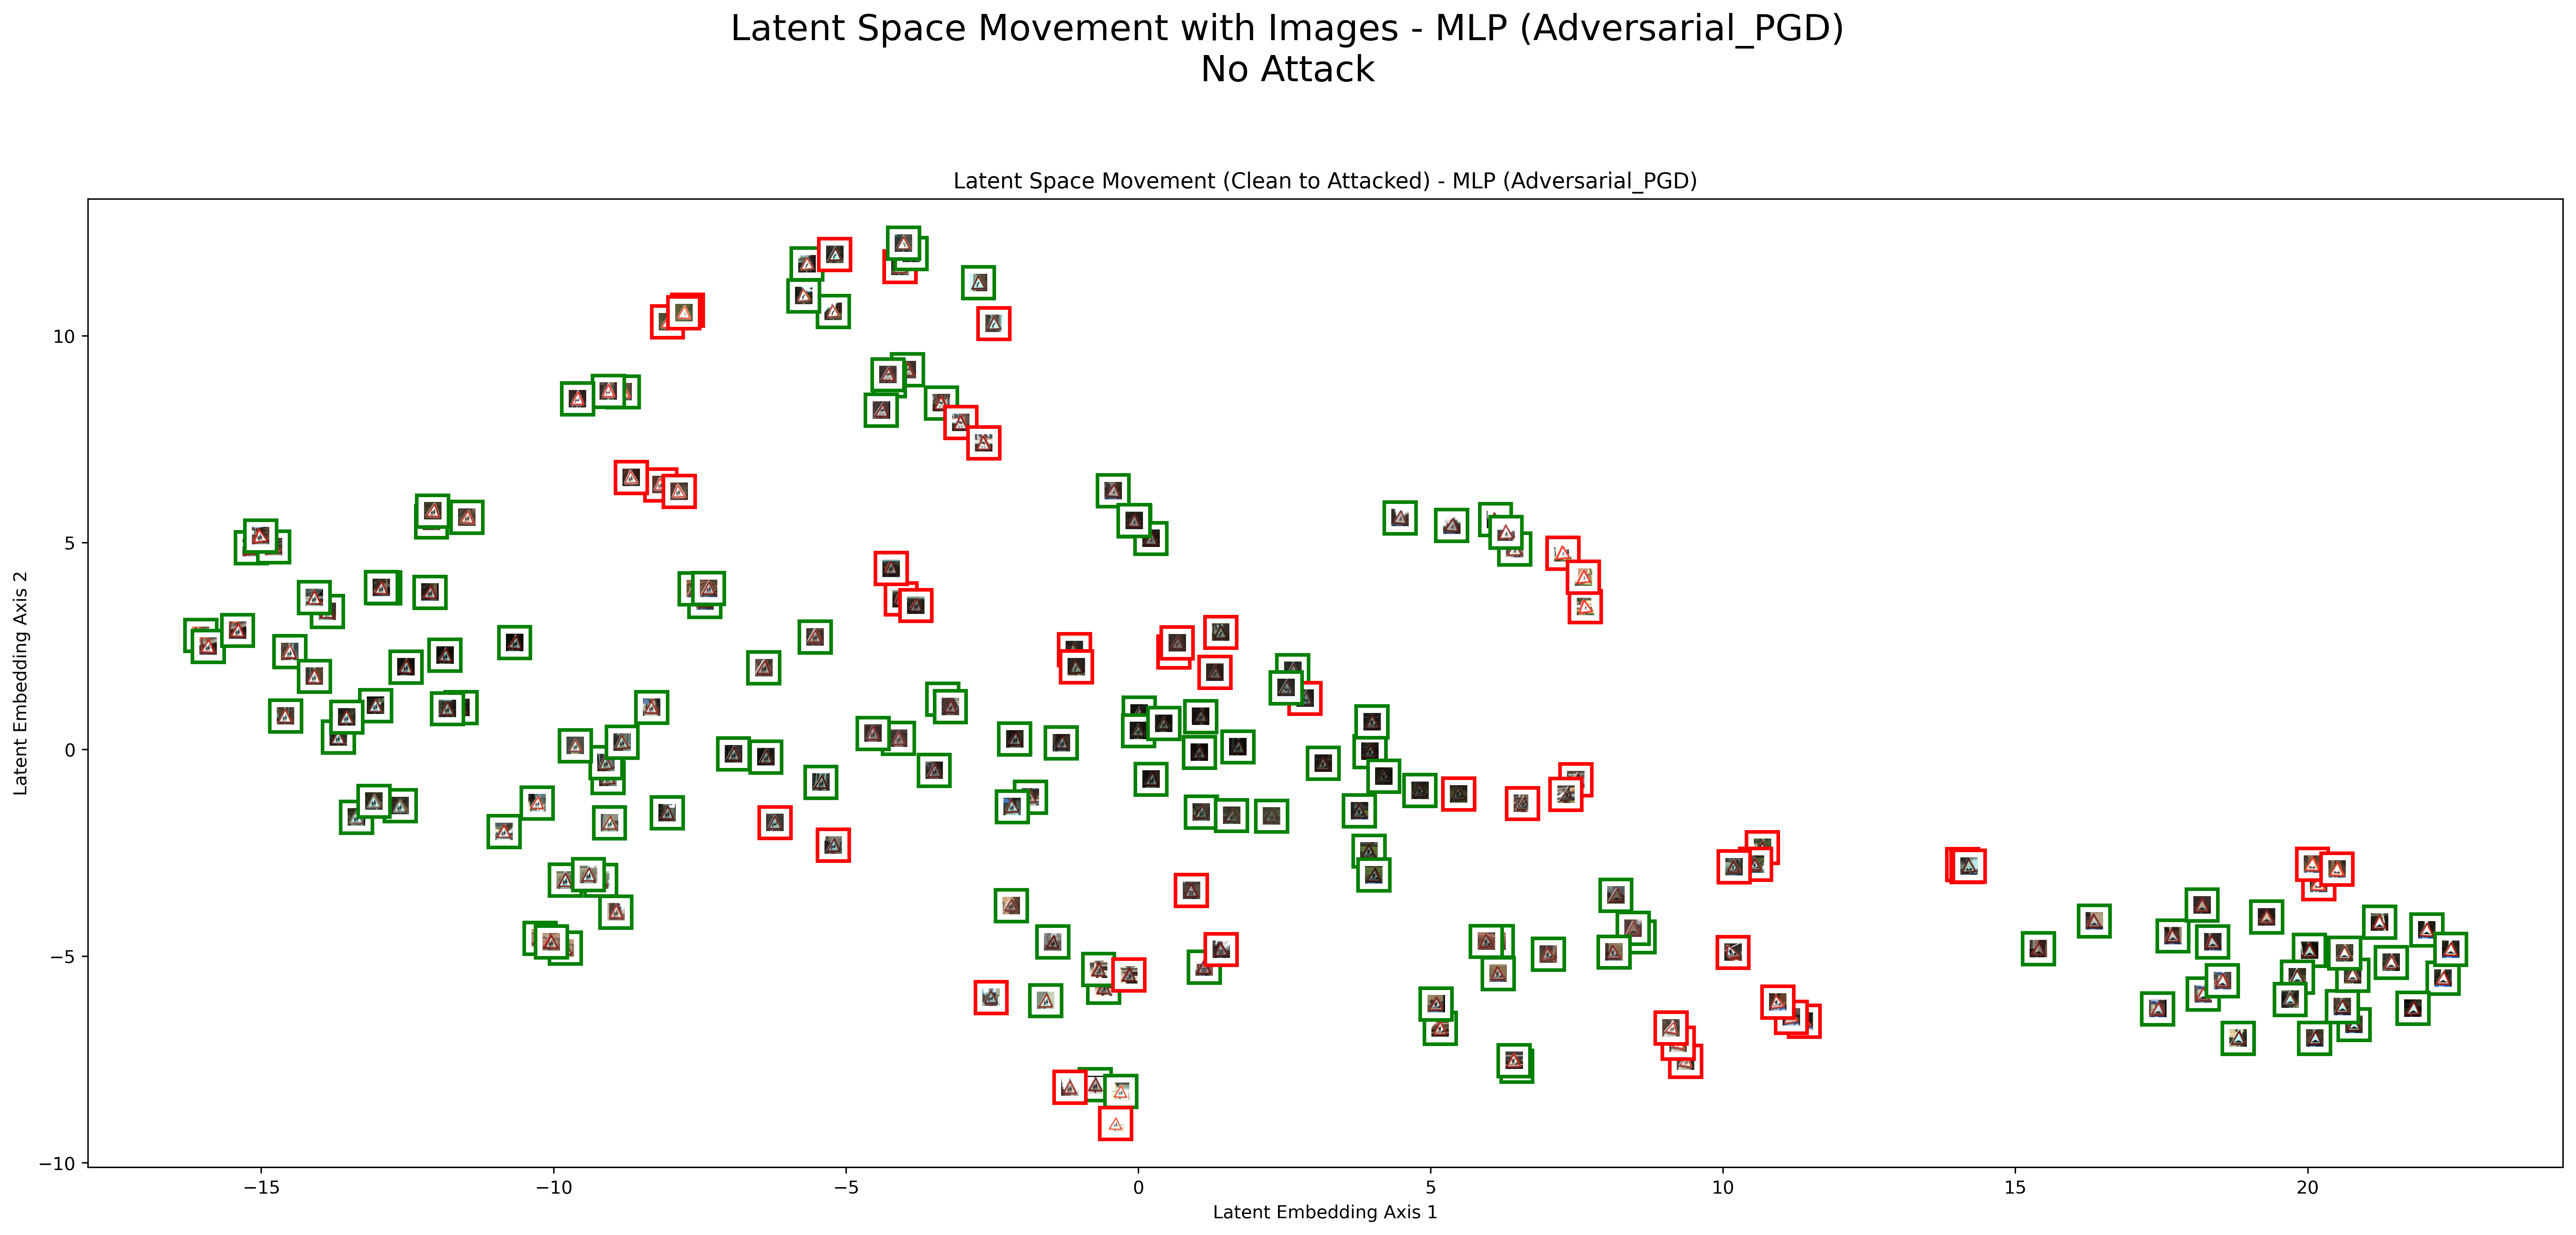 Latent Space Movement with Images - MLP (Adversarial_PGD)
No Attack
Latent Space Movement (Clean to Attacked) - MLP (Adversarial_PGD)
Latent Embedding Axis 2
10
5
0
−5
−10
−15
−10
−5
0
5
10
15
20
Latent Embedding Axis 1